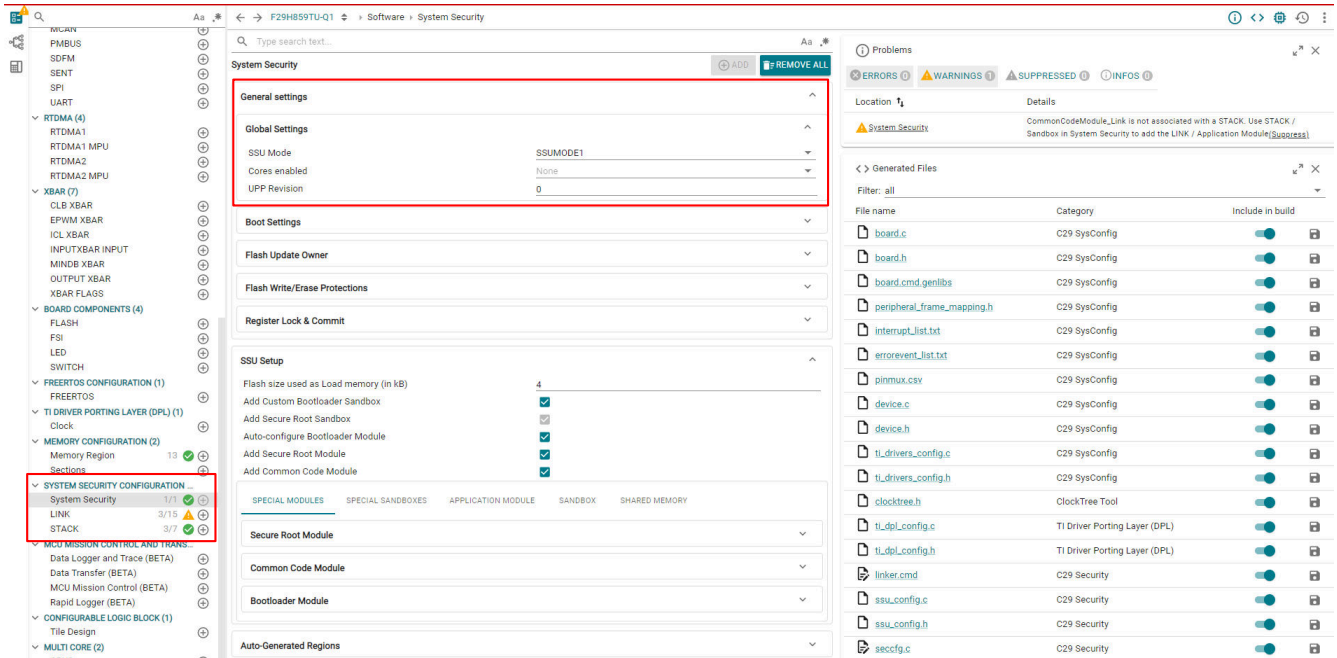 Aa .*
F29H859TU-Q1 › Software › System Security
MCAN
PMBUS
SDFM
SENT
SPI
UART
RTDMA (4)
RTDMA1
RTDMA1 MPU
RTDMA2
RTDMA2 MPU
XBAR (7)
CLB XBAR
EPWM XBAR
ICL XBAR
INPUTXBAR INPUT
MINDB XBAR
OUTPUT XBAR
XBAR FLAGS
BOARD COMPONENTS (4)
FLASH
FSI
LED
SWITCH
FREERTOS CONFIGURATION (1)
FREERTOS
TI DRIVER PORTING LAYER (DPL) (1)
Clock
MEMORY CONFIGURATION (2)
Memory Region 13
Sections
SYSTEM SECURITY CONFIGURATION ...
System Security 1/1
LINK 3/15
STACK 3/7
MCU MISSION CONTROL AND TRANS...
Data Logger and Trace (BETA)
Data Transfer (BETA)
MCU Mission Control (BETA)
Rapid Logger (BETA)
CONFIGURABLE LOGIC BLOCK (1)
Tile Design
MULTI CORE (2)
Type search text... Aa .*
System Security ADD REMOVE ALL
General settings
Global Settings
SSU Mode SSUMODE1
Cores enabled None
UPP Revision 0
Boot Settings
Flash Update Owner
Flash Write/Erase Protections
Register Lock & Commit
SSU Setup
Flash size used as Load memory (in kB) 4
Add Custom Bootloader Sandbox
Add Secure Root Sandbox
Auto-configure Bootloader Module
Add Secure Root Module
Add Common Code Module
SPECIAL MODULES SPECIAL SANDBOXES APPLICATION MODULE SANDBOX SHARED MEMORY
Secure Root Module
Common Code Module
Bootloader Module
Auto-Generated Regions
Problems
ERRORS 0 WARNINGS 1 SUPPRESSED 0 INFOS 0
Location Details
System Security CommonCodeModule_Link is not associated with a STACK. Use STACK /
Sandbox in System Security to add the LINK / Application Module(Suppress)
<> Generated Files
Filter: all
File name Category Include in build
board.c C29 SysConfig
board.h C29 SysConfig
board.cmd.genlibs C29 SysConfig
peripheral_frame_mapping.h C29 SysConfig
interrupt_list.txt C29 SysConfig
errorevent_list.txt C29 SysConfig
pinmux.csv C29 SysConfig
device.c C29 SysConfig
device.h C29 SysConfig
ti_drivers_config.c C29 SysConfig
ti_drivers_config.h C29 SysConfig
clocktree.h ClockTree Tool
ti_dpl_config.c TI Driver Porting Layer (DPL)
ti_dpl_config.h TI Driver Porting Layer (DPL)
linker.cmd C29 Security
ssu_config.c C29 Security
ssu_config.h C29 Security
seccfg.c C29 Security